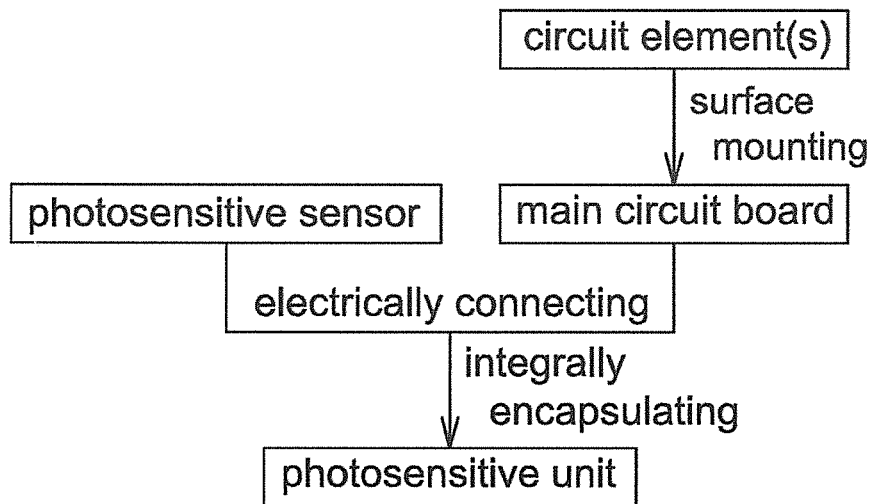 circuit element(s)
surface
mounting
photosensitive sensor
main circuit board
electrically connecting
integrally
encapsulating
photosensitive unit